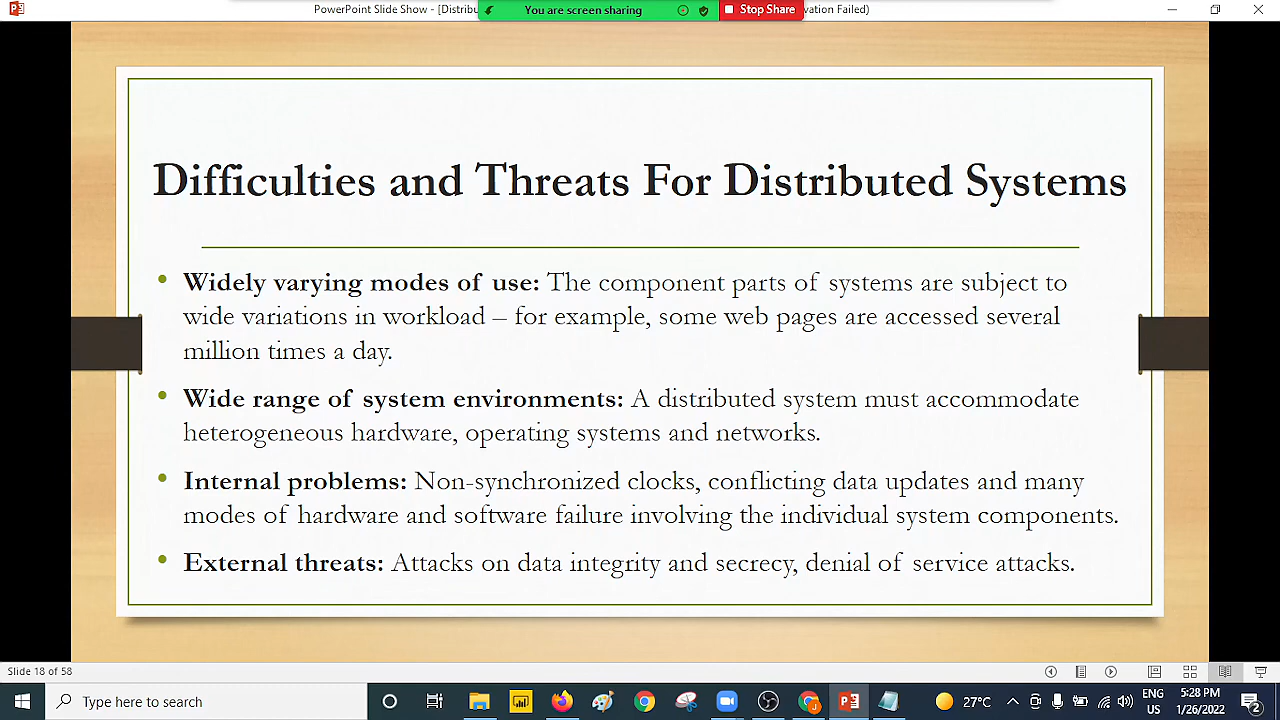 PowerPoint Slide Show - [Distribu
You are screen sharing
Stop Share
vation Failed)
Difficulties and Threats For Distributed Systems
• Widely varying modes of use: The component parts of systems are subject to
wide variations in workload – for example, some web pages are accessed several
million times a day.
• Wide range of system environments: A distributed system must accommodate
heterogeneous hardware, operating systems and networks.
• Internal problems: Non-synchronized clocks, conflicting data updates and many
modes of hardware and software failure involving the individual system components.
• External threats: Attacks on data integrity and secrecy, denial of service attacks.
Slide 18 of 58
Type here to search
27°C
ENG
US
5:28 PM
1/26/2022
2